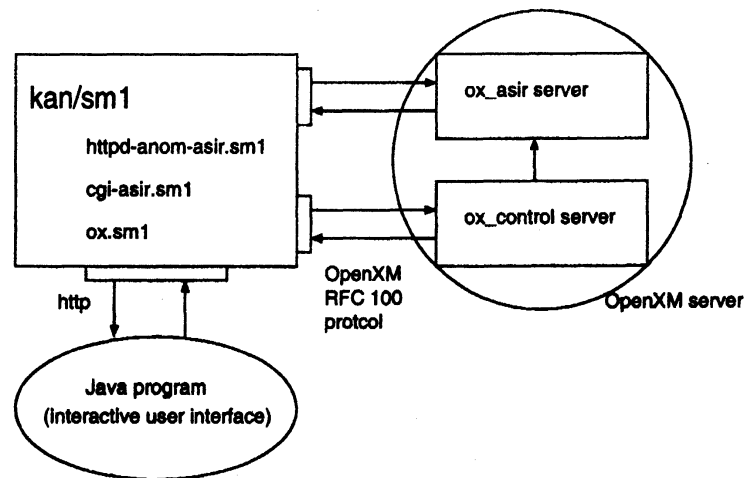 kan/sm1
httpd-anom-asir.sm1
cgi-asir.sm1
ox.sm1
ox_asir server
ox_control server
OpenXM
RFC 100
protcol
OpenXM server
http
Java program
(interactive user interface)